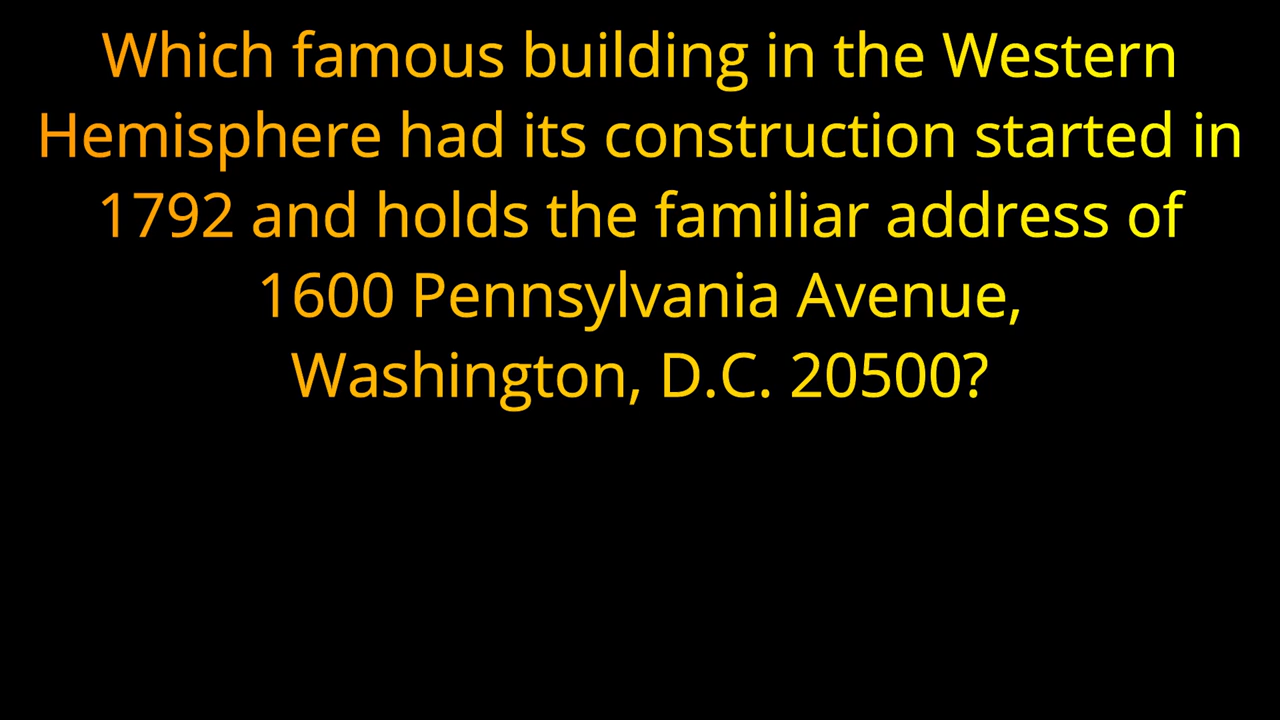 Which famous building in the Western
Hemisphere had its construction started in
1792 and holds the familiar address of
1600 Pennsylvania Avenue,
Washington, D.C. 20500?